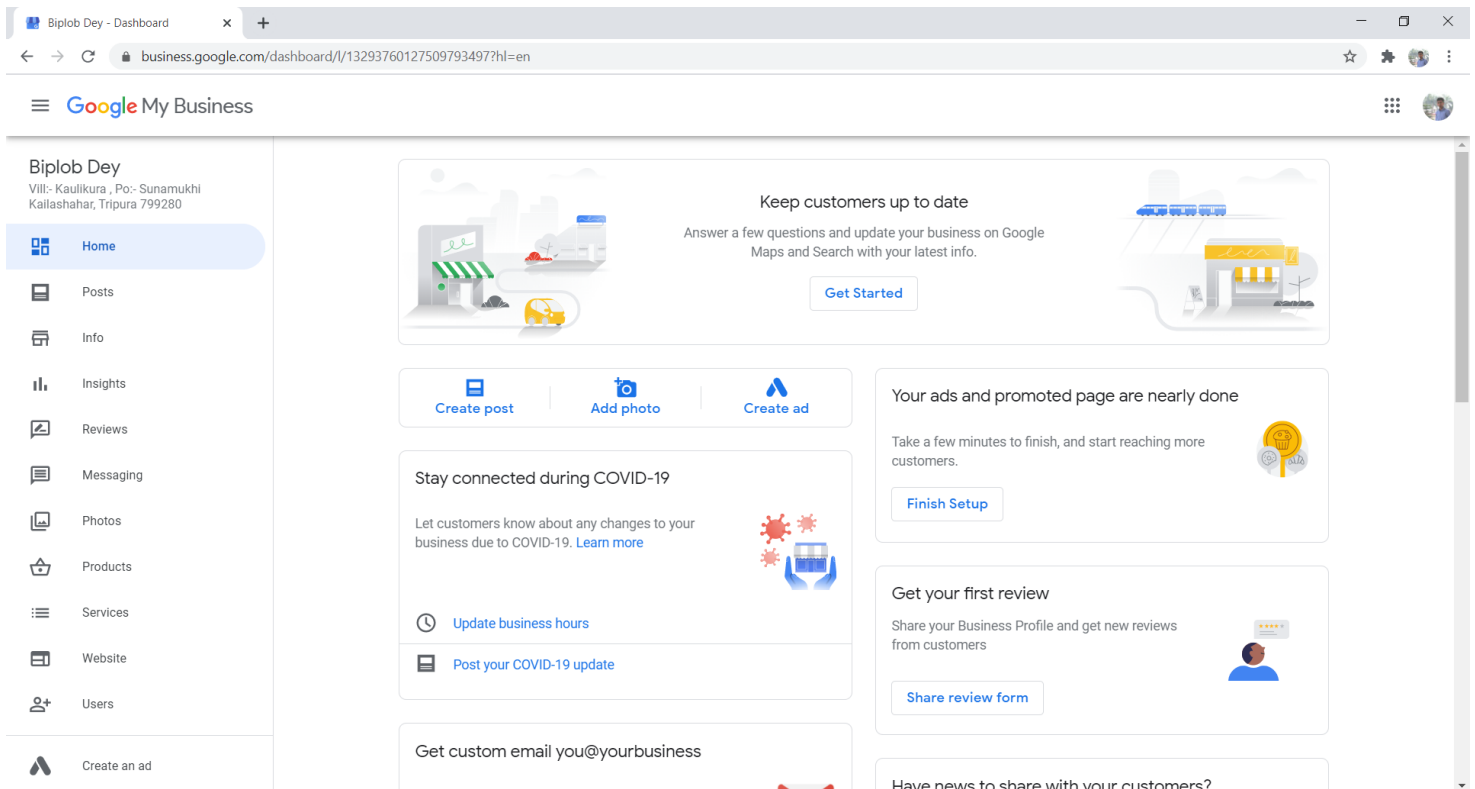 Biplob Dey - Dashboard
business.google.com/dashboard/l/13293760127509793497?hl=en
Google My Business
Biplob Dey
Vill:- Kaulikura , Po:- Sunamukhi
Kailashahar, Tripura 799280
Home
Posts
Info
Insights
Reviews
Messaging
Photos
Products
Services
Website
Users
Create an ad
Keep customers up to date
Answer a few questions and update your business on Google
Maps and Search with your latest info.
Get Started
Create post
Add photo
Create ad
Stay connected during COVID-19
Let customers know about any changes to your
business due to COVID-19. Learn more
Update business hours
Post your COVID-19 update
Get custom email you@yourbusiness
Your ads and promoted page are nearly done
Take a few minutes to finish, and start reaching more
customers.
Finish Setup
Get your first review
Share your Business Profile and get new reviews
from customers
Share review form
Have news to share with your customers?